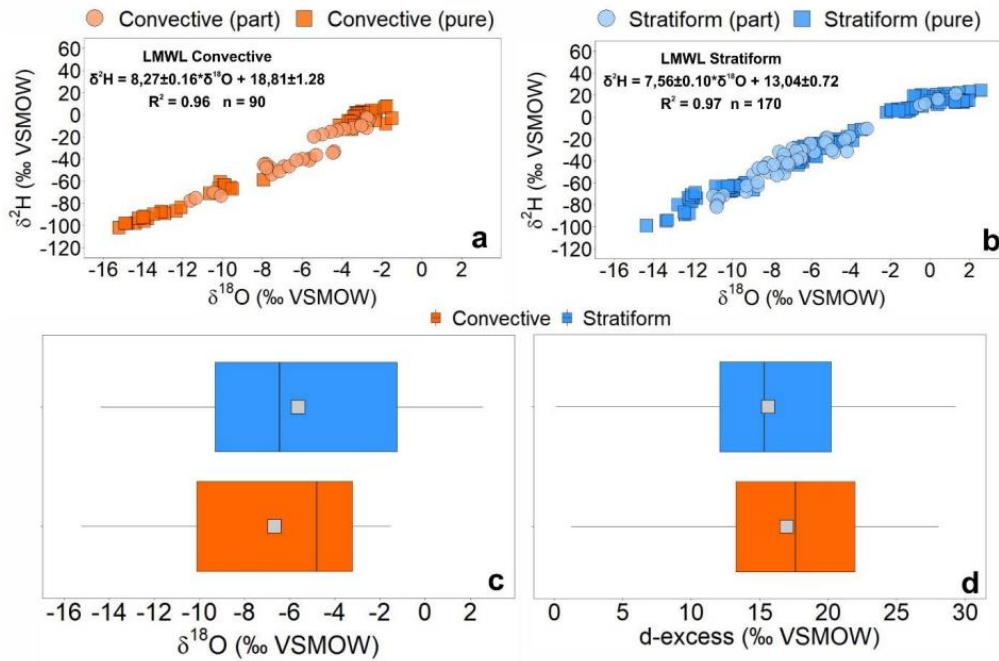 Convective (part) Convective (pure)
LMWL Convective
δ²H = 8,27±0.16*δ¹⁸O + 18,81±1.28
R² = 0.96 n = 90
60
40
20
0
-20
-40
-60
-80
-100
-120
δ²H (‰ VSMOW)
a
-16 -14 -12 -10 -8 -6 -4 -2 0 2
δ¹⁸O (‰ VSMOW)
Stratiform (part) Stratiform (pure)
LMWL Stratiform
δ²H = 7,56±0.10*δ¹⁸O + 13,04±0.72
R² = 0.97 n = 170
60
40
20
0
-20
-40
-60
-80
-100
-120
δ²H (‰ VSMOW)
b
-16 -14 -12 -10 -8 -6 -4 -2 0 2
δ¹⁸O (‰ VSMOW)
Convective Stratiform
c
-16 -14 -12 -10 -8 -6 -4 -2 0 2
δ¹⁸O (‰ VSMOW)
d
0 5 10 15 20 25 30
d-excess (‰ VSMOW)